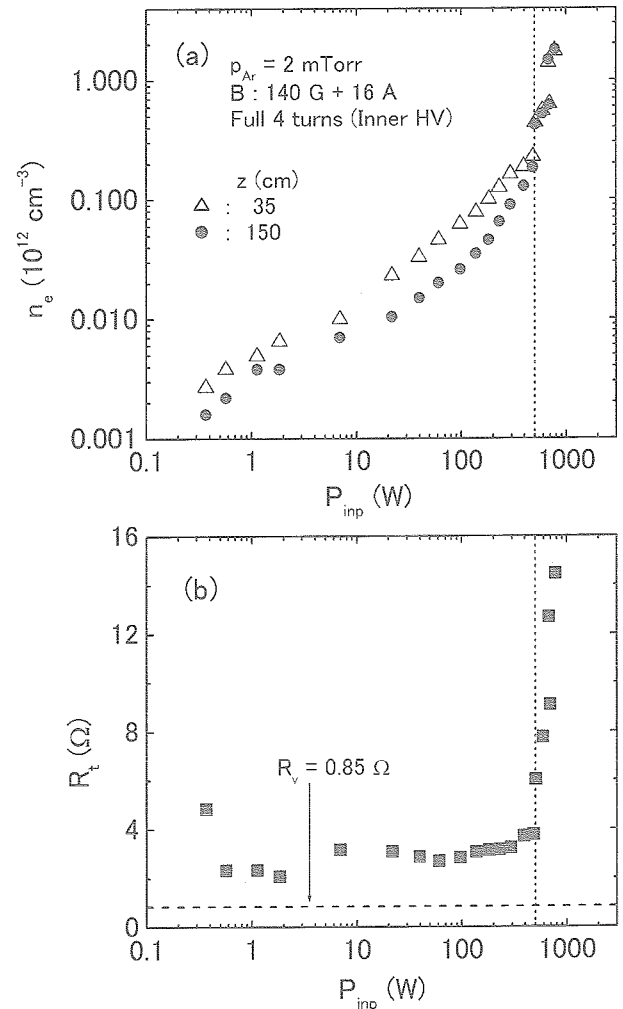 (a)
p_Ar = 2 mTorr
B : 140 G + 16 A
Full 4 turns (Inner HV)
z (cm)
△ : 35
● : 150
n_e (10^12 cm^-3)
1.000
0.100
0.010
0.001
0.1 1 10 100 1000
P_inp (W)
(b)
R_v = 0.85 Ω
R_t (Ω)
16
12
8
4
0
0.1 1 10 100 1000
P_inp (W)